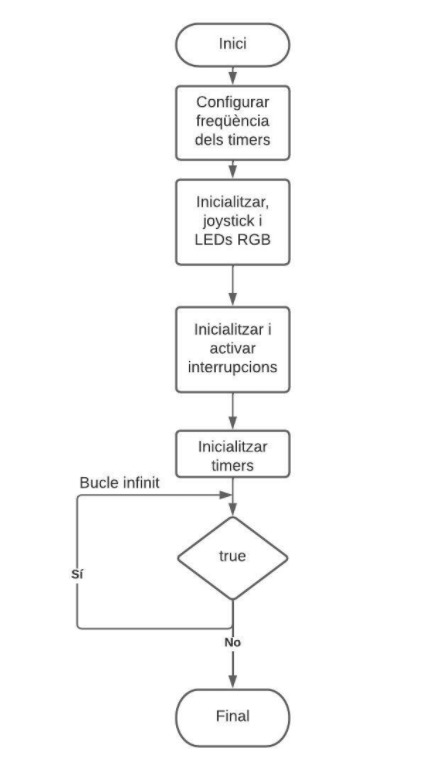 Inici
Configurar
freqüència
dels timers
Inicialitzar,
joystick i
LEDs RGB
Inicialitzar i
activar
interrupcions
Inicialitzar
timers
Bucle infinit
true
Sí
No
Final